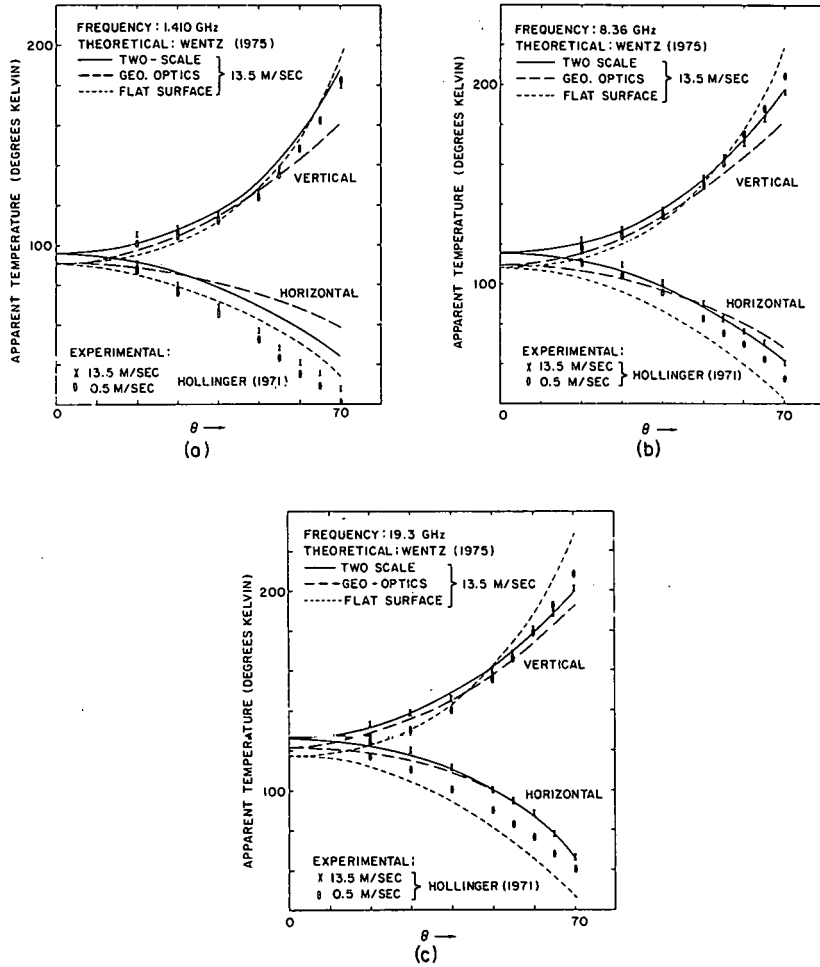 FREQUENCY: 1.410 GHz
THEORETICAL: WENTZ (1975)
TWO-SCALE
GEO. OPTICS
FLAT SURFACE
13.5 M/SEC
200
100
APPARENT TEMPERATURE (DEGREES KELVIN)
VERTICAL
HORIZONTAL
EXPERIMENTAL:
x 13.5 M/SEC
0 0.5 M/SEC
HOLLINGER (1971)
0
70
θ →
(a)
FREQUENCY: 8.36 GHz
THEORETICAL: WENTZ (1975)
TWO SCALE
GEO. OPTICS
FLAT SURFACE
13.5 M/SEC
200
100
APPARENT TEMPERATURE (DEGREES KELVIN)
VERTICAL
HORIZONTAL
EXPERIMENTAL:
x 13.5 M/SEC
0 0.5 M/SEC
HOLLINGER (1971)
0
70
θ →
(b)
FREQUENCY: 19.3 GHz
THEORETICAL: WENTZ (1975)
TWO SCALE
GEO-OPTICS
FLAT SURFACE
13.5 M/SEC
200
100
APPARENT TEMPERATURE (DEGREES KELVIN)
VERTICAL
HORIZONTAL
EXPERIMENTAL:
x 13.5 M/SEC
0 0.5 M/SEC
HOLLINGER (1971)
0
70
θ →
(c)